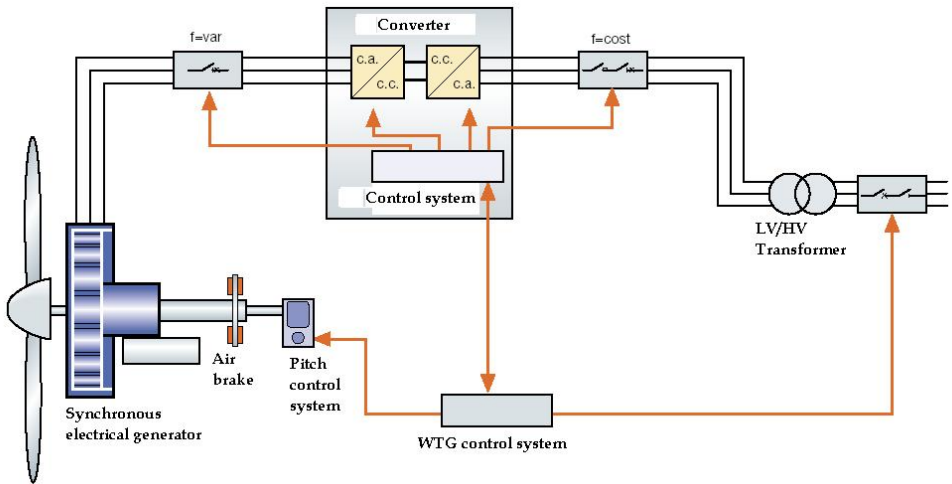 Converter
f=var
f=cost
c.a.
c.c.
c.c.
c.a.
Control system
LV/HV
Transformer
Air
brake
Pitch
control
system
Synchronous
electrical generator
WTG control system